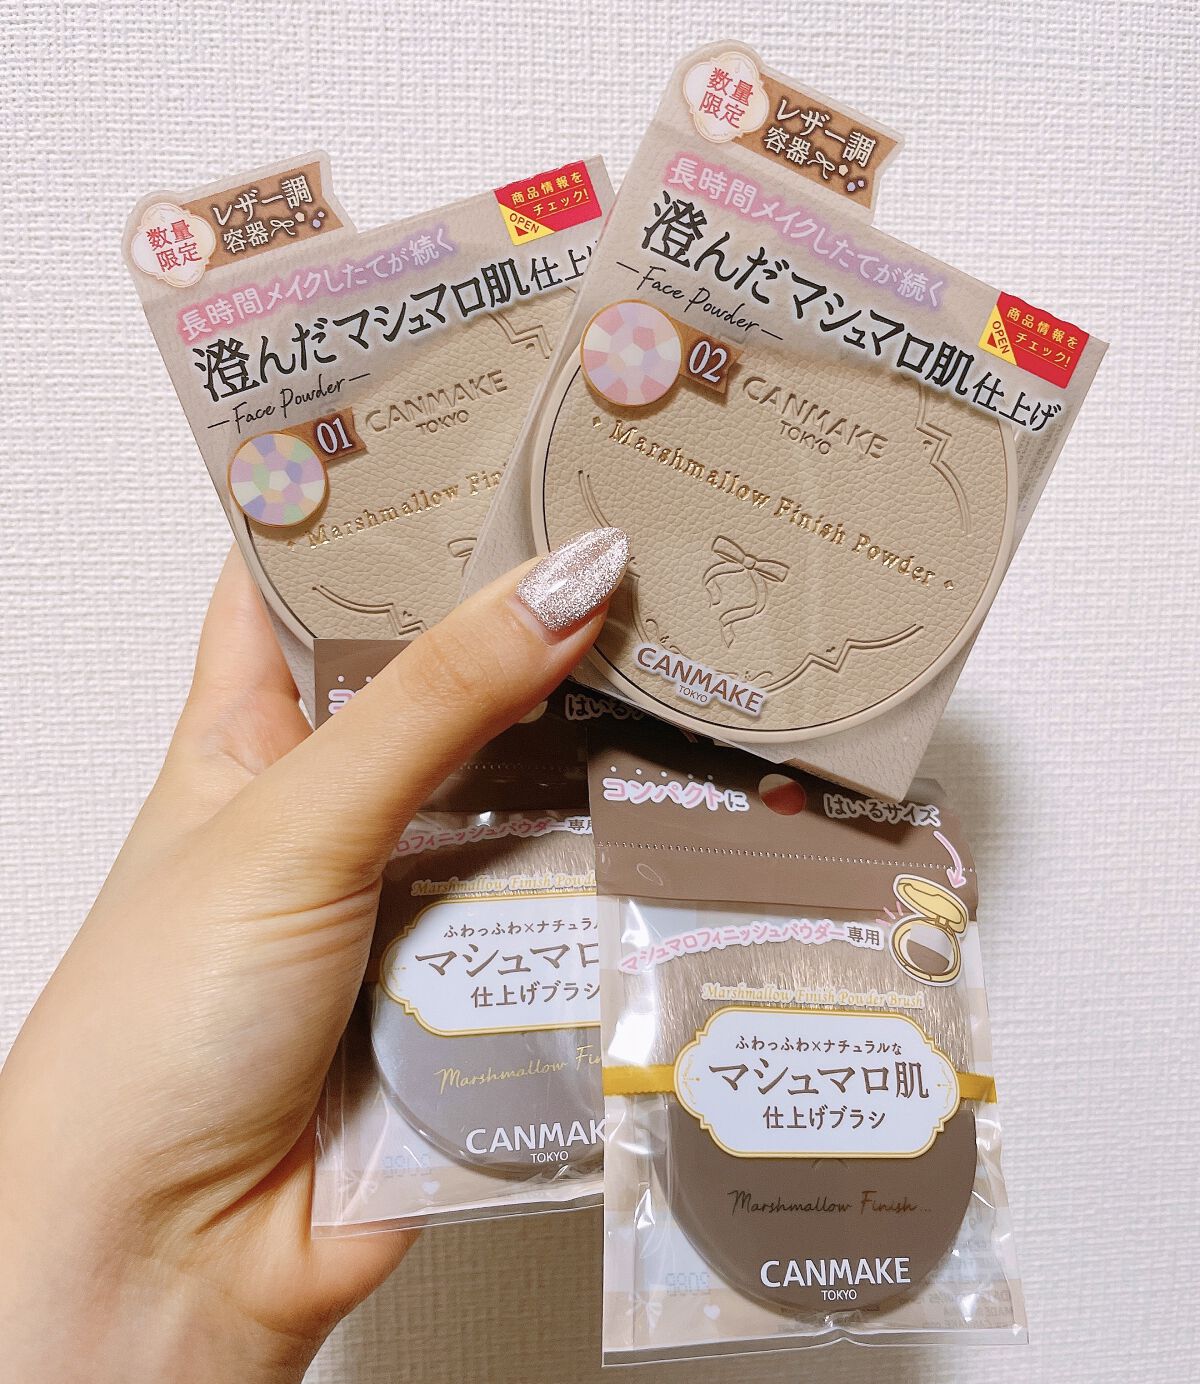 数量
限定
レザー調
容器
商品情報を
チェック!
OPEN
長時間メイクしたてが続く
澄んだマシュマロ肌仕上げ
Face Powder
01
CANMAKE
TOKYO
Marshmallow Fin
数量
限定
レザー調
容器
長時間メイクしたてが続く
澄んだマシュマロ肌仕上げ
Face Powder
商品情報を
チェック!
OPEN
02
CANMAKE
TOKYO
Marshmallow Finish Powder
CANMAKE
TOKYO
はいる
ロフィニッシュパウダー専用
Marshmallow Finish Powde
ふわっふわ×ナチュラル
マシュマロ
仕上げブラシ
Marshmallow Fin
CANMAKE
TOKYO
コンパクトに
はいるサイズ
マシュマロフィニッシュパウダー専用
Marshmallow Finish Powder Brush
ふわっふわ×ナチュラルな
マシュマロ肌
仕上げブラシ
Marshmallow Finish...
CANMAKE
TOKYO